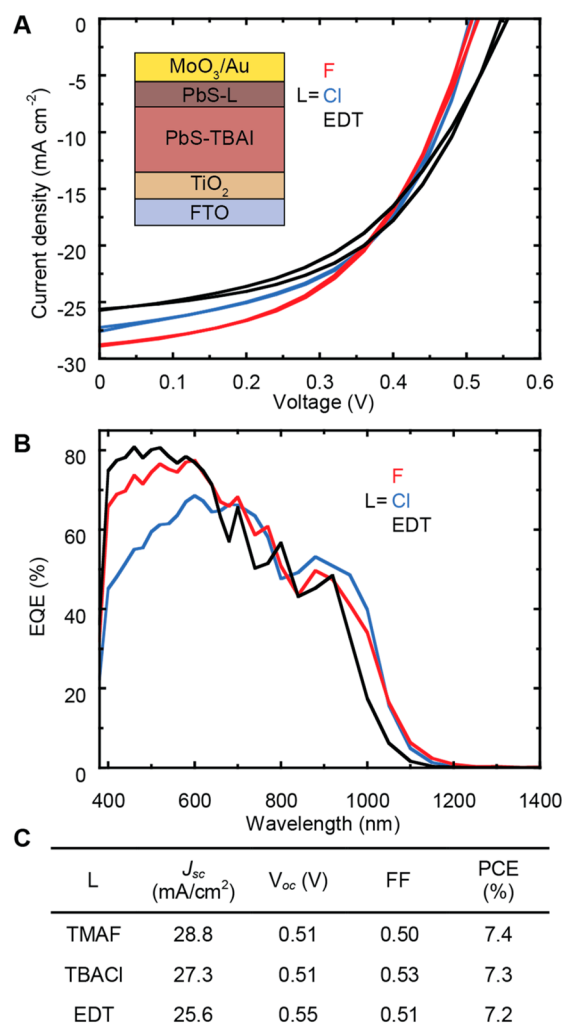 A
0
-5
-10
-15
-20
-25
-30
Current density (mA cm⁻²)
MoO₃/Au
PbS-L
PbS-TBAI
TiO₂
FTO
L=
F
Cl
EDT
0 0.1 0.2 0.3 0.4 0.5 0.6
Voltage (V)
B
80
60
40
20
0
EQE (%)
L=
F
Cl
EDT
400 600 800 1000 1200 1400
Wavelength (nm)
C
L Jsc (mA/cm²) Voc (V) FF PCE (%)
TMAF 28.8 0.51 0.50 7.4
TBACl 27.3 0.51 0.53 7.3
EDT 25.6 0.55 0.51 7.2